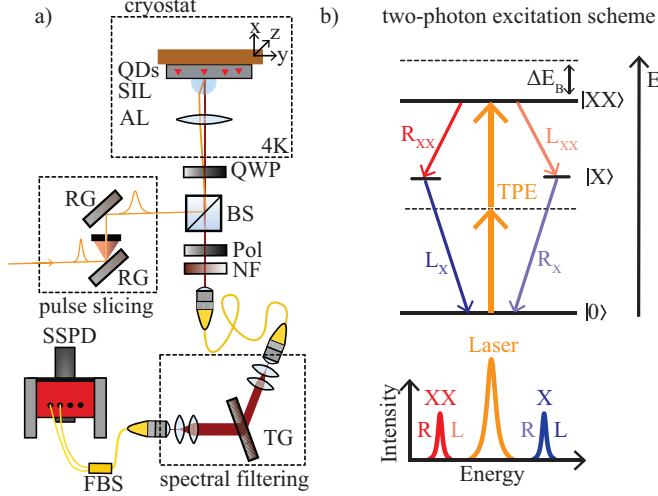 a)
cryostat
x
z
y
QDs
SIL
AL
4K
QWP
RG
BS
RG
Pol
NF
pulse slicing
SSPD
TG
FBS
spectral filtering
b)
two-photon excitation scheme
ΔE_B
E
|XX⟩
R_XX
L_XX
|X⟩
TPE
L_X
R_X
|0⟩
Laser
Intensity
XX
X
R L
R L
Energy